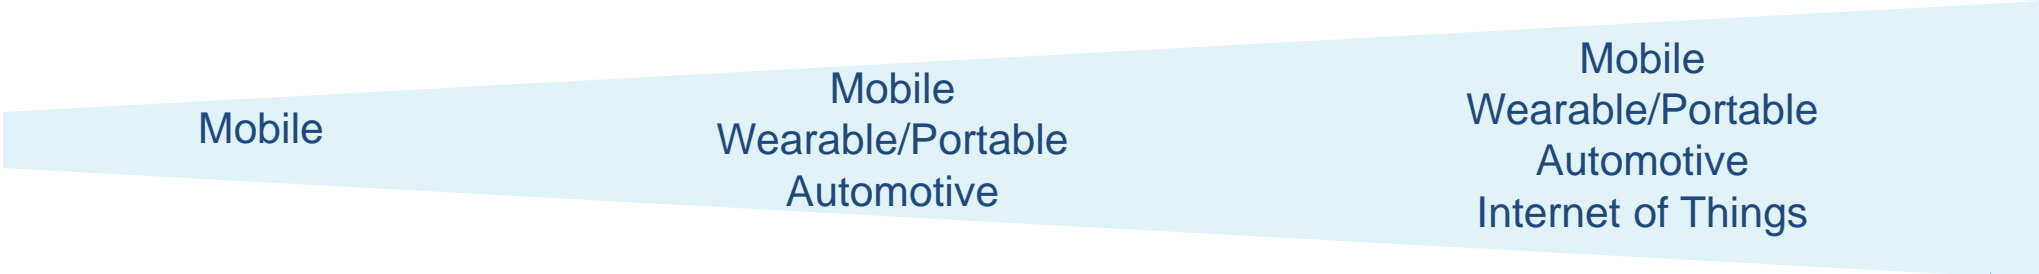 Mobile
Mobile
Wearable/Portable
Automotive
Mobile
Wearable/Portable
Automotive
Internet of Things